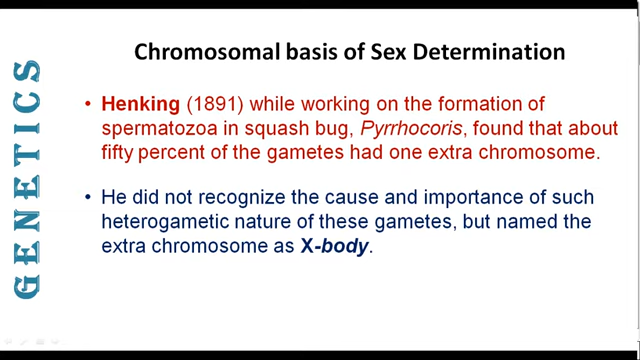 Chromosomal basis of Sex Determination
GENETICS
• Henking (1891) while working on the formation of
spermatozoa in squash bug, Pyrrhocoris, found that about
fifty percent of the gametes had one extra chromosome.
• He did not recognize the cause and importance of such
heterogametic nature of these gametes, but named the
extra chromosome as X-body.